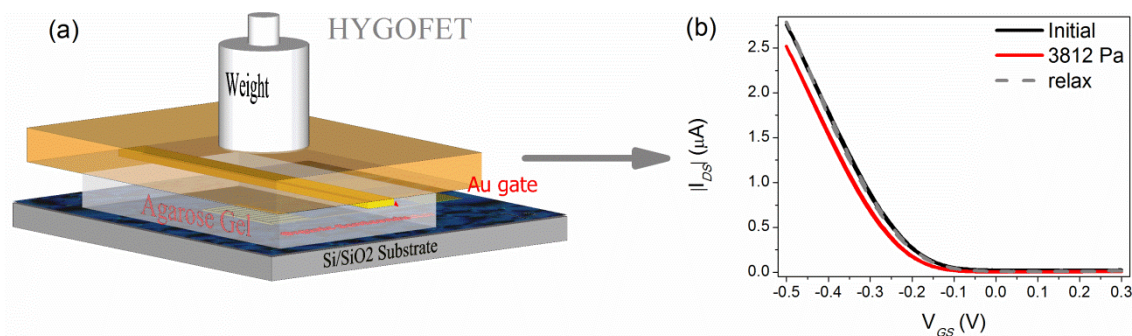 (a)
HYGOFET
Weight
Au gate
Agarose Gel
Si/SiO2 Substrate
(b)
Initial
3812 Pa
relax
|I_DS| (μA)
2.5
2.0
1.5
1.0
0.5
0.0
-0.5 -0.4 -0.3 -0.2 -0.1 0.0 0.1 0.2 0.3
V_GS (V)